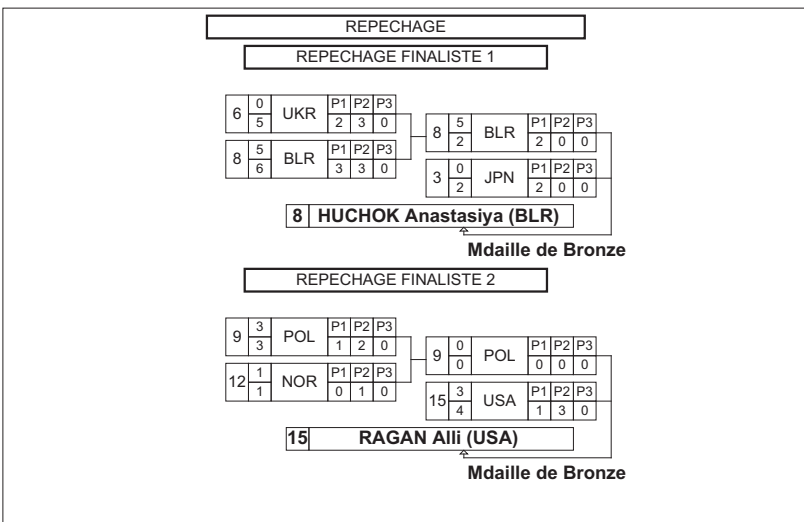 REPECHAGE
REPECHAGE FINALISTE 1
6 0 UKR P1 P2 P3
5 2 3 0
8 5 BLR P1 P2 P3
6 3 3 0
8 5 BLR P1 P2 P3
2 2 0 0
3 0 JPN P1 P2 P3
2 2 0 0
8 HUCHOK Anastasiya (BLR)
Mdaille de Bronze
REPECHAGE FINALISTE 2
9 3 POL P1 P2 P3
3 1 2 0
12 1 NOR P1 P2 P3
1 0 1 0
9 0 POL P1 P2 P3
0 0 0 0
15 3 USA P1 P2 P3
4 1 3 0
15 RAGAN Alli (USA)
Mdaille de Bronze